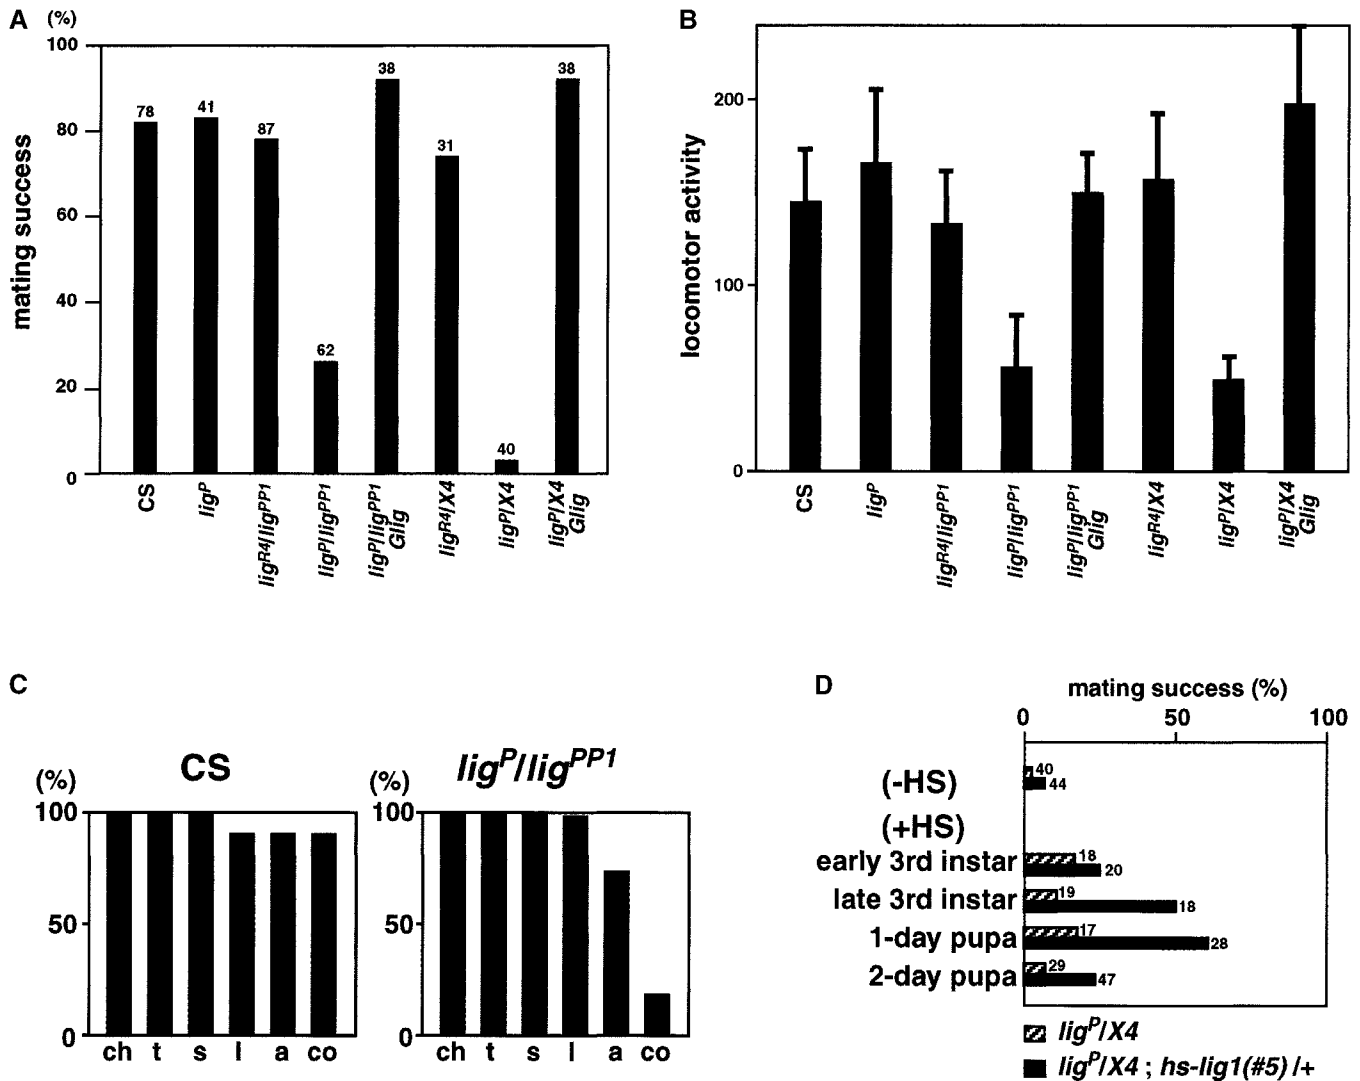 A (%)
mating success
100
80
60
40
20
0
78
41
87
62
38
31
40
38
CS
lig^P
lig^R4/lig^PP1
lig^P/lig^PP1
lig^P/lig^PP1
Glig
lig^R4/X4
lig^P/X4
lig^P/X4
Glig
B
locomotor activity
200
100
0
CS
lig^P
lig^R4/lig^PP1
lig^P/lig^PP1
lig^P/lig^PP1
Glig
lig^R4/X4
lig^P/X4
lig^P/X4
Glig
C
CS
(%)
100
50
0
ch t s l a co
lig^P/lig^PP1
(%)
100
50
0
ch t s l a co
D
mating success (%)
0 50 100
(-HS)
40
44
(+HS)
early 3rd instar
18
20
late 3rd instar
19
18
1-day pupa
17
28
2-day pupa
29
47
lig^P/X4
lig^P/X4 ; hs-lig1(#5) /+